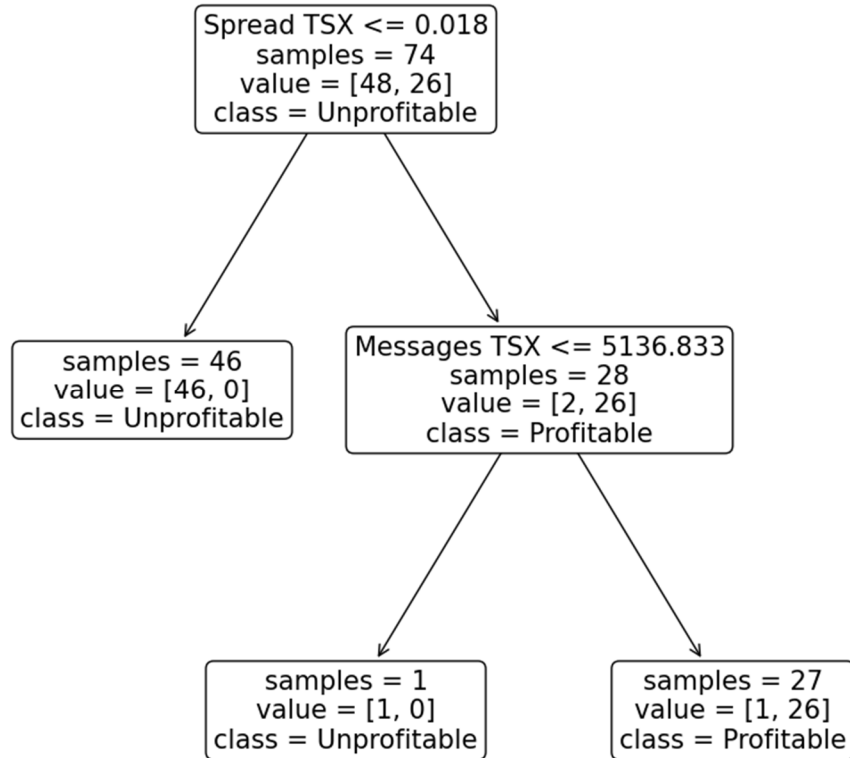 Spread TSX <= 0.018
samples = 74
value = [48, 26]
class = Unprofitable
samples = 46
value = [46, 0]
class = Unprofitable
Messages TSX <= 5136.833
samples = 28
value = [2, 26]
class = Profitable
samples = 1
value = [1, 0]
class = Unprofitable
samples = 27
value = [1, 26]
class = Profitable